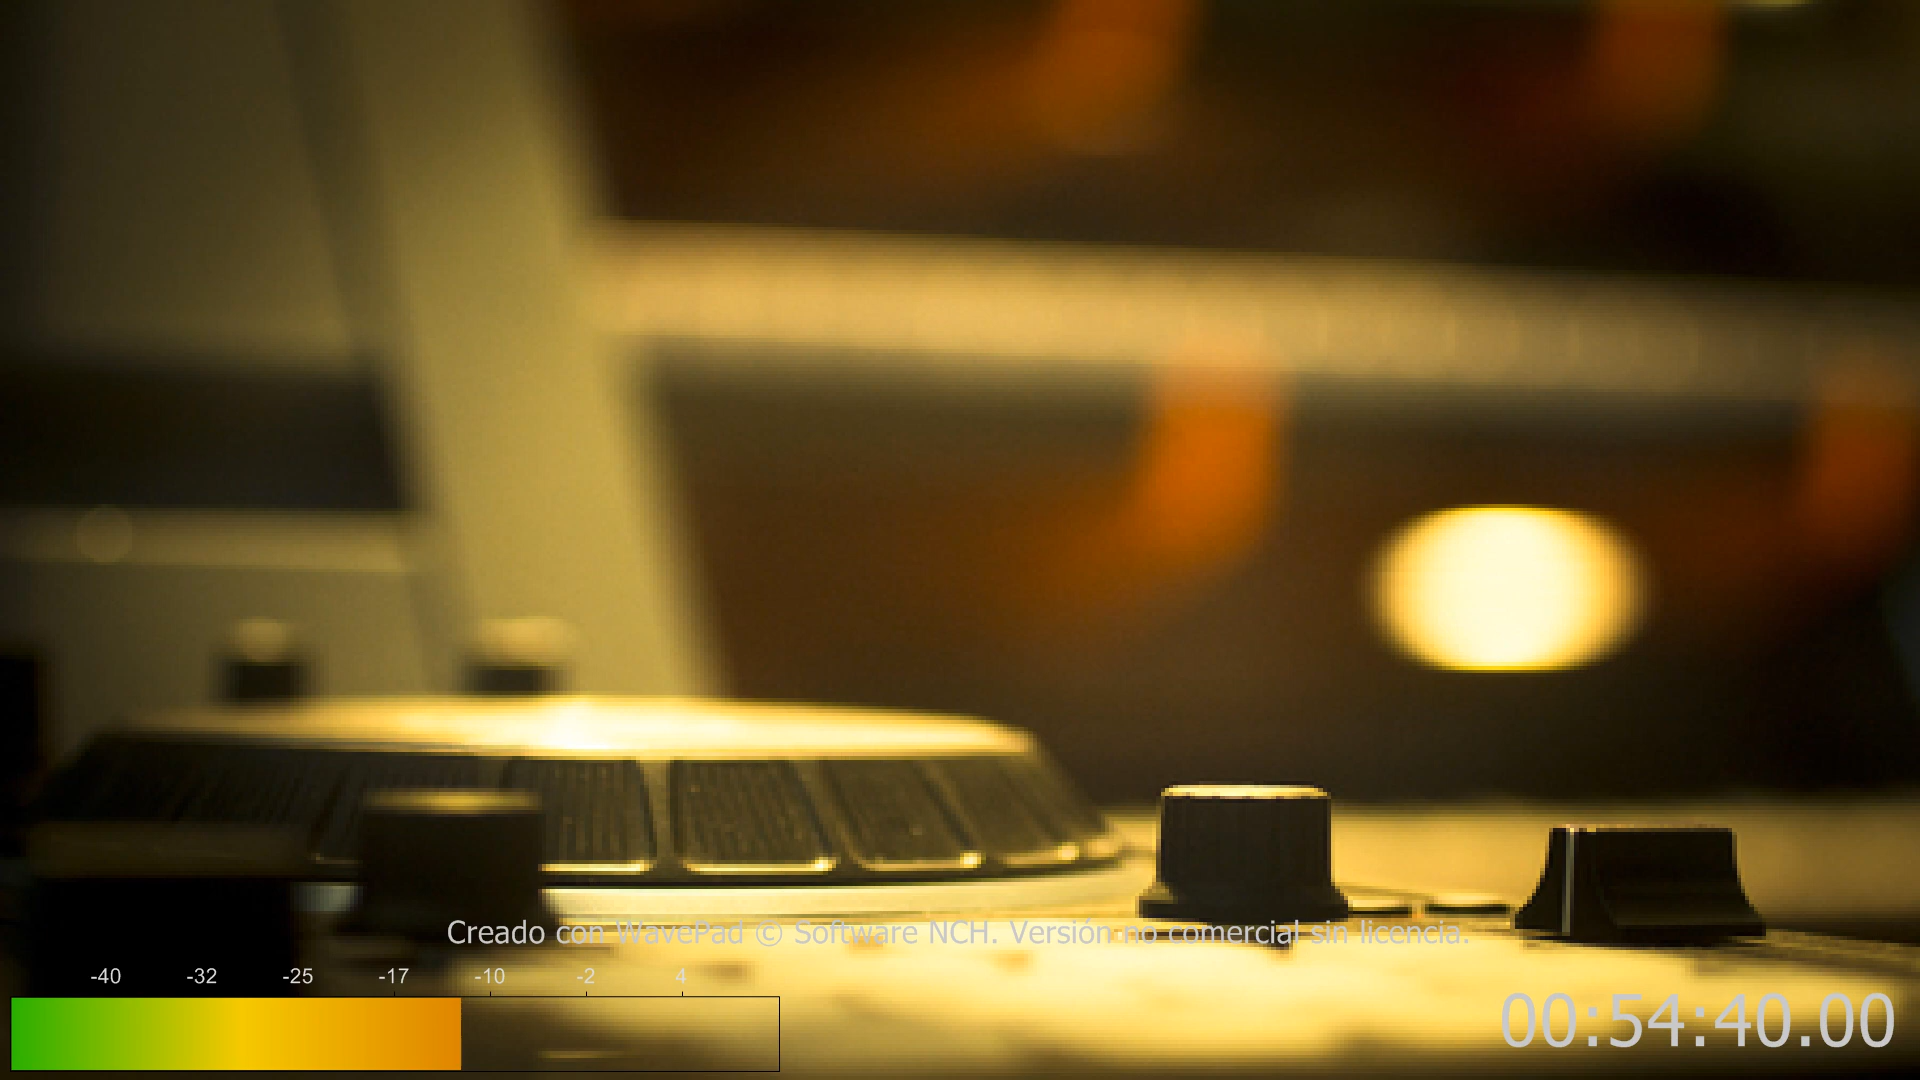 Creado con WavePad © Software NCH. Versión no comercial sin licencia.
-40 -32 -25 -17 -10 -2 4
00:54:40.00